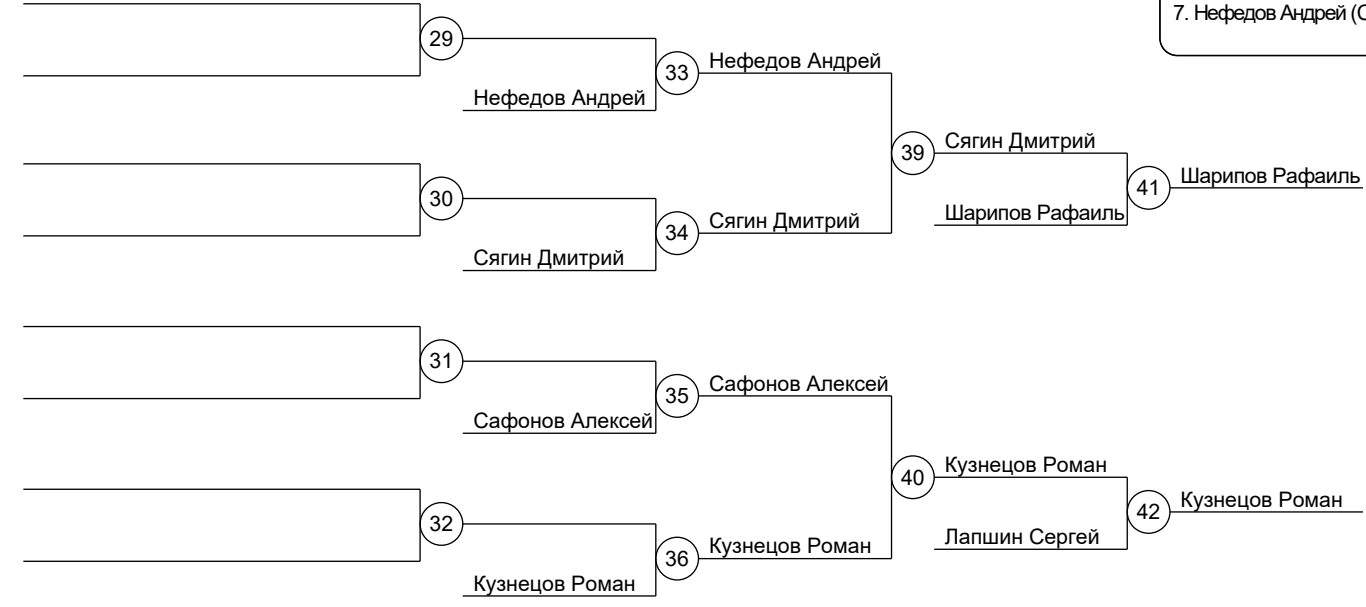 7. Нефедов Андрей (С
29
33
Нефедов Андрей
Нефедов Андрей
39
Сягин Дмитрий
41
Шарипов Рафаиль
30
34
Сягин Дмитрий
Шарипов Рафаиль
Сягин Дмитрий
31
35
Сафонов Алексей
Сафонов Алексей
40
Кузнецов Роман
42
Кузнецов Роман
32
36
Кузнецов Роман
Лапшин Сергей
Кузнецов Роман